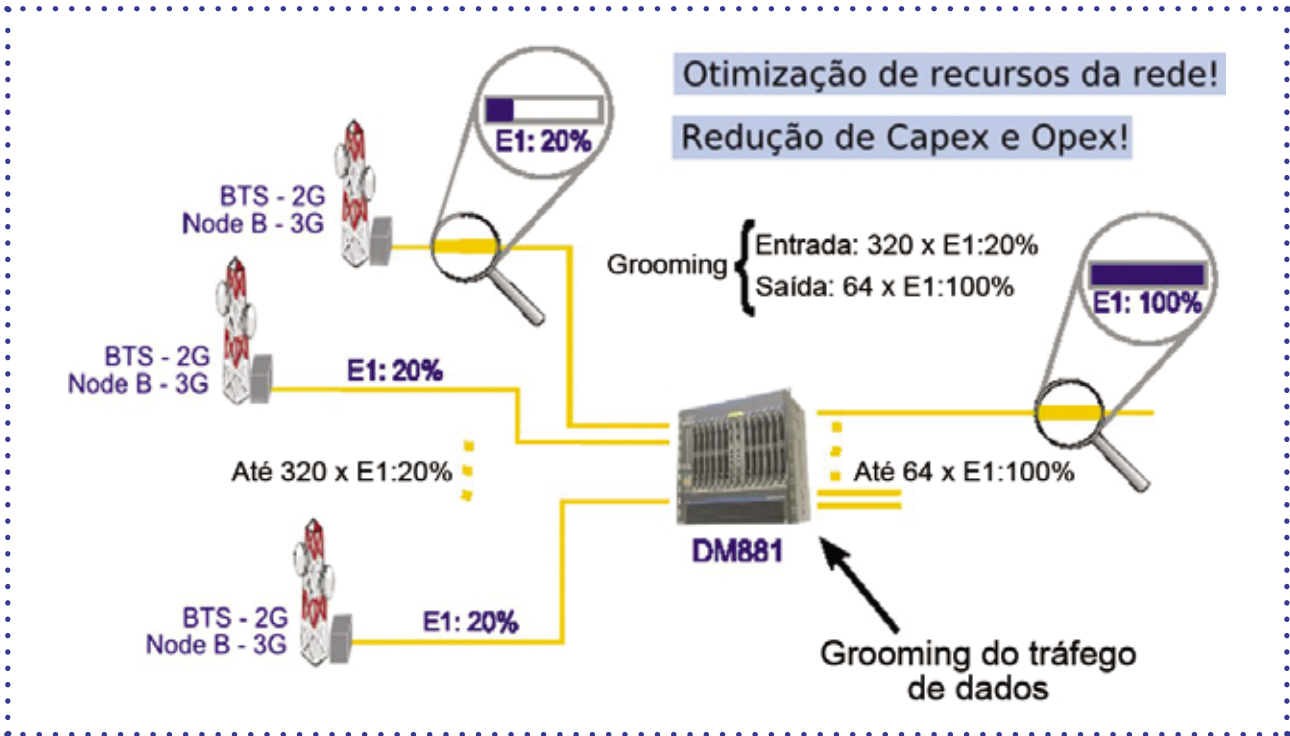 Otimização de recursos da rede!
Redução de Capex e Opex!
E1: 20%
BTS - 2G
Node B - 3G
Grooming
Entrada: 320 x E1:20%
Saída: 64 x E1:100%
E1: 100%
BTS - 2G
Node B - 3G
E1: 20%
Até 320 x E1:20%
Até 64 x E1:100%
DM881
BTS - 2G
Node B - 3G
E1: 20%
Grooming do tráfego
de dados